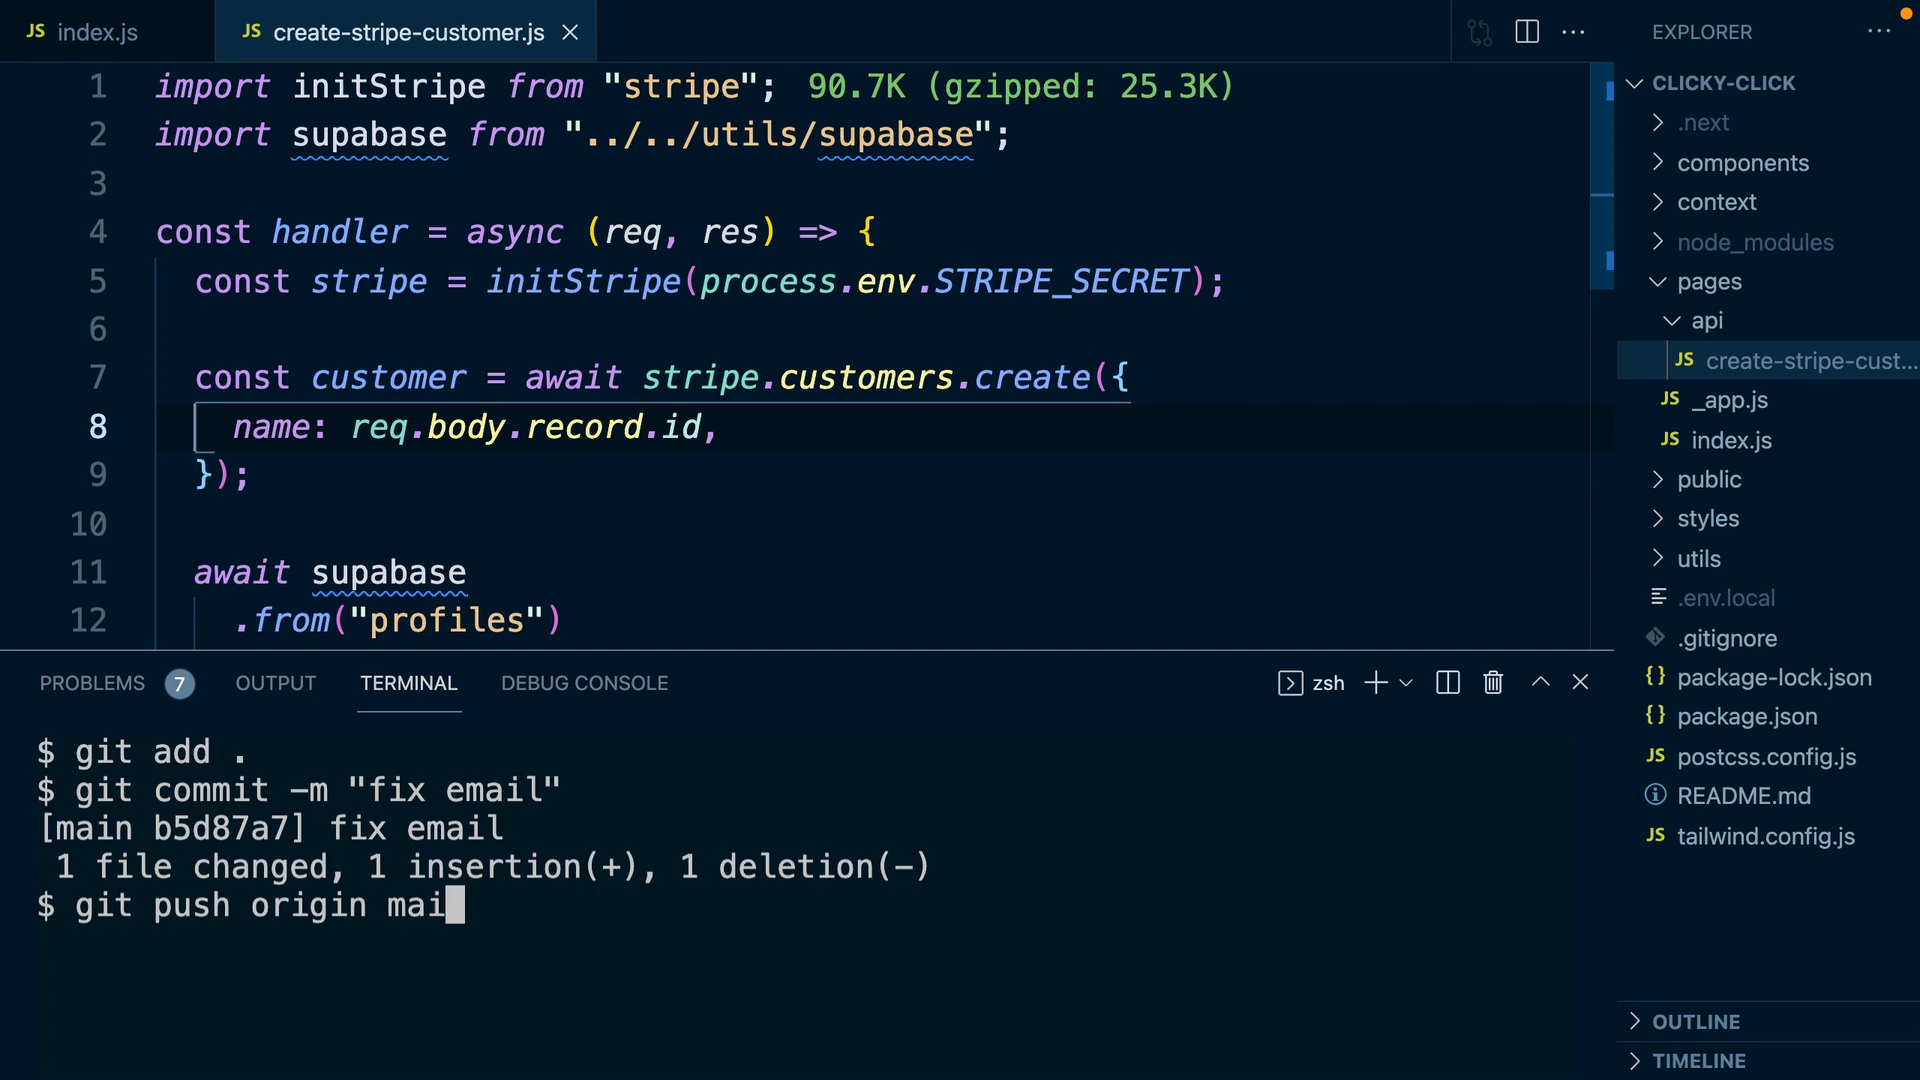 JS index.js
JS create-stripe-customer.js
1 import initStripe from "stripe"; 90.7K (gzipped: 25.3K)
2 import supabase from "../../utils/supabase";
3
4 const handler = async (req, res) => {
5 const stripe = initStripe(process.env.STRIPE_SECRET);
6
7 const customer = await stripe.customers.create({
8 name: req.body.record.id,
9 });
10
11 await supabase
12 .from("profiles")
PROBLEMS 7 OUTPUT TERMINAL DEBUG CONSOLE
zsh
$ git add .
$ git commit -m "fix email"
[main b5d87a7] fix email
1 file changed, 1 insertion(+), 1 deletion(-)
$ git push origin mai
EXPLORER
CLICKY-CLICK
.next
components
context
node_modules
pages
api
JS create-stripe-cust...
JS _app.js
JS index.js
public
styles
utils
.env.local
.gitignore
{} package-lock.json
{} package.json
JS postcss.config.js
README.md
JS tailwind.config.js
OUTLINE
TIMELINE